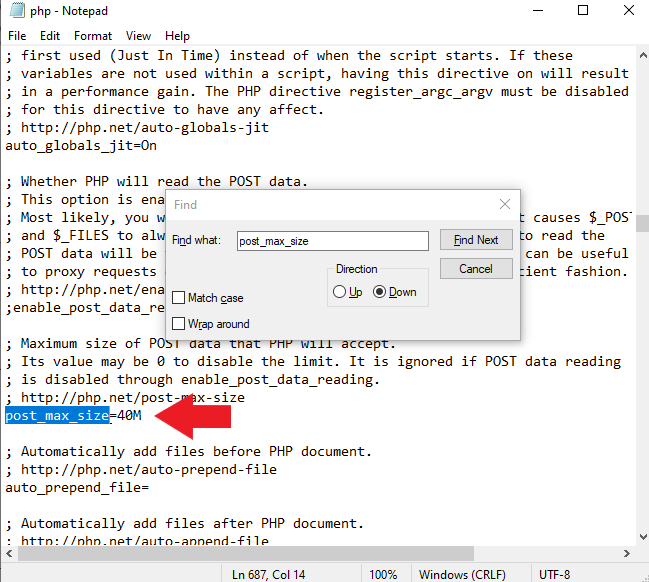 php - Notepad
File Edit Format View Help
; first used (Just In Time) instead of when the script starts. If these
; variables are not used within a script, having this directive on will result
; in a performance gain. The PHP directive register_argc_argv must be disabled
; for this directive to have any affect.
; http://php.net/auto-globals-jit
auto_globals_jit=On
; Whether PHP will read the POST data.
; This option is ena
; Most likely, you w t causes $_POST
; and $_FILES to alw to read the
; POST data will be can be useful
; to proxy requests cient fashion.
; http://php.net/ena
;enable_post_data_re
Find
Find what: post_max_size Find Next
Direction Cancel
Up Down
Match case
Wrap around
; Maximum size of POST data that PHP will accept.
; Its value may be 0 to disable the limit. It is ignored if POST data reading
; is disabled through enable_post_data_reading.
; http://php.net/post-max-size
post_max_size=40M
; Automatically add files before PHP document.
; http://php.net/auto-prepend-file
auto_prepend_file=
; Automatically add files after PHP document.
; http://php.net/auto-append-file
Ln 687, Col 14 100% Windows (CRLF) UTF-8